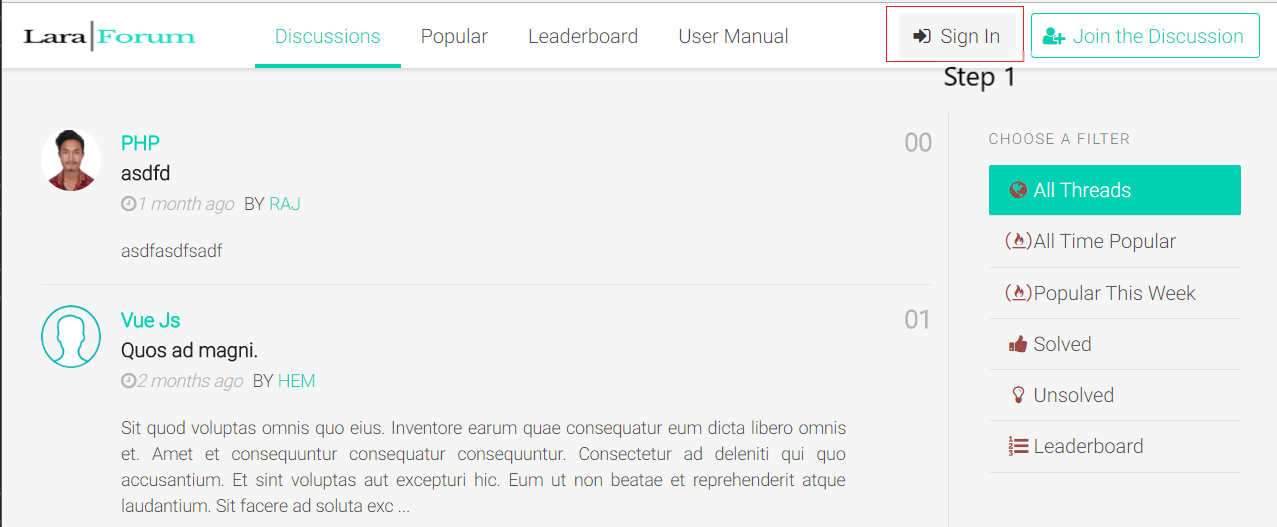 Lara|Forum
Discussions
Popular
Leaderboard
User Manual
Sign In
Join the Discussion
Step 1
PHP
00
asdfd
1 month ago BY RAJ
asdfasdfsadf
Vue Js
01
Quos ad magni.
2 months ago BY HEM
Sit quod voluptas omnis quo eius. Inventore earum quae consequatur eum dicta libero omnis
et. Amet et consequuntur consequatur consequuntur. Consectetur ad deleniti qui quo
accusantium. Et sint voluptas aut excepturi hic. Eum ut non beatae et reprehenderit atque
laudantium. Sit facere ad soluta exc ...
CHOOSE A FILTER
All Threads
All Time Popular
Popular This Week
Solved
Unsolved
Leaderboard